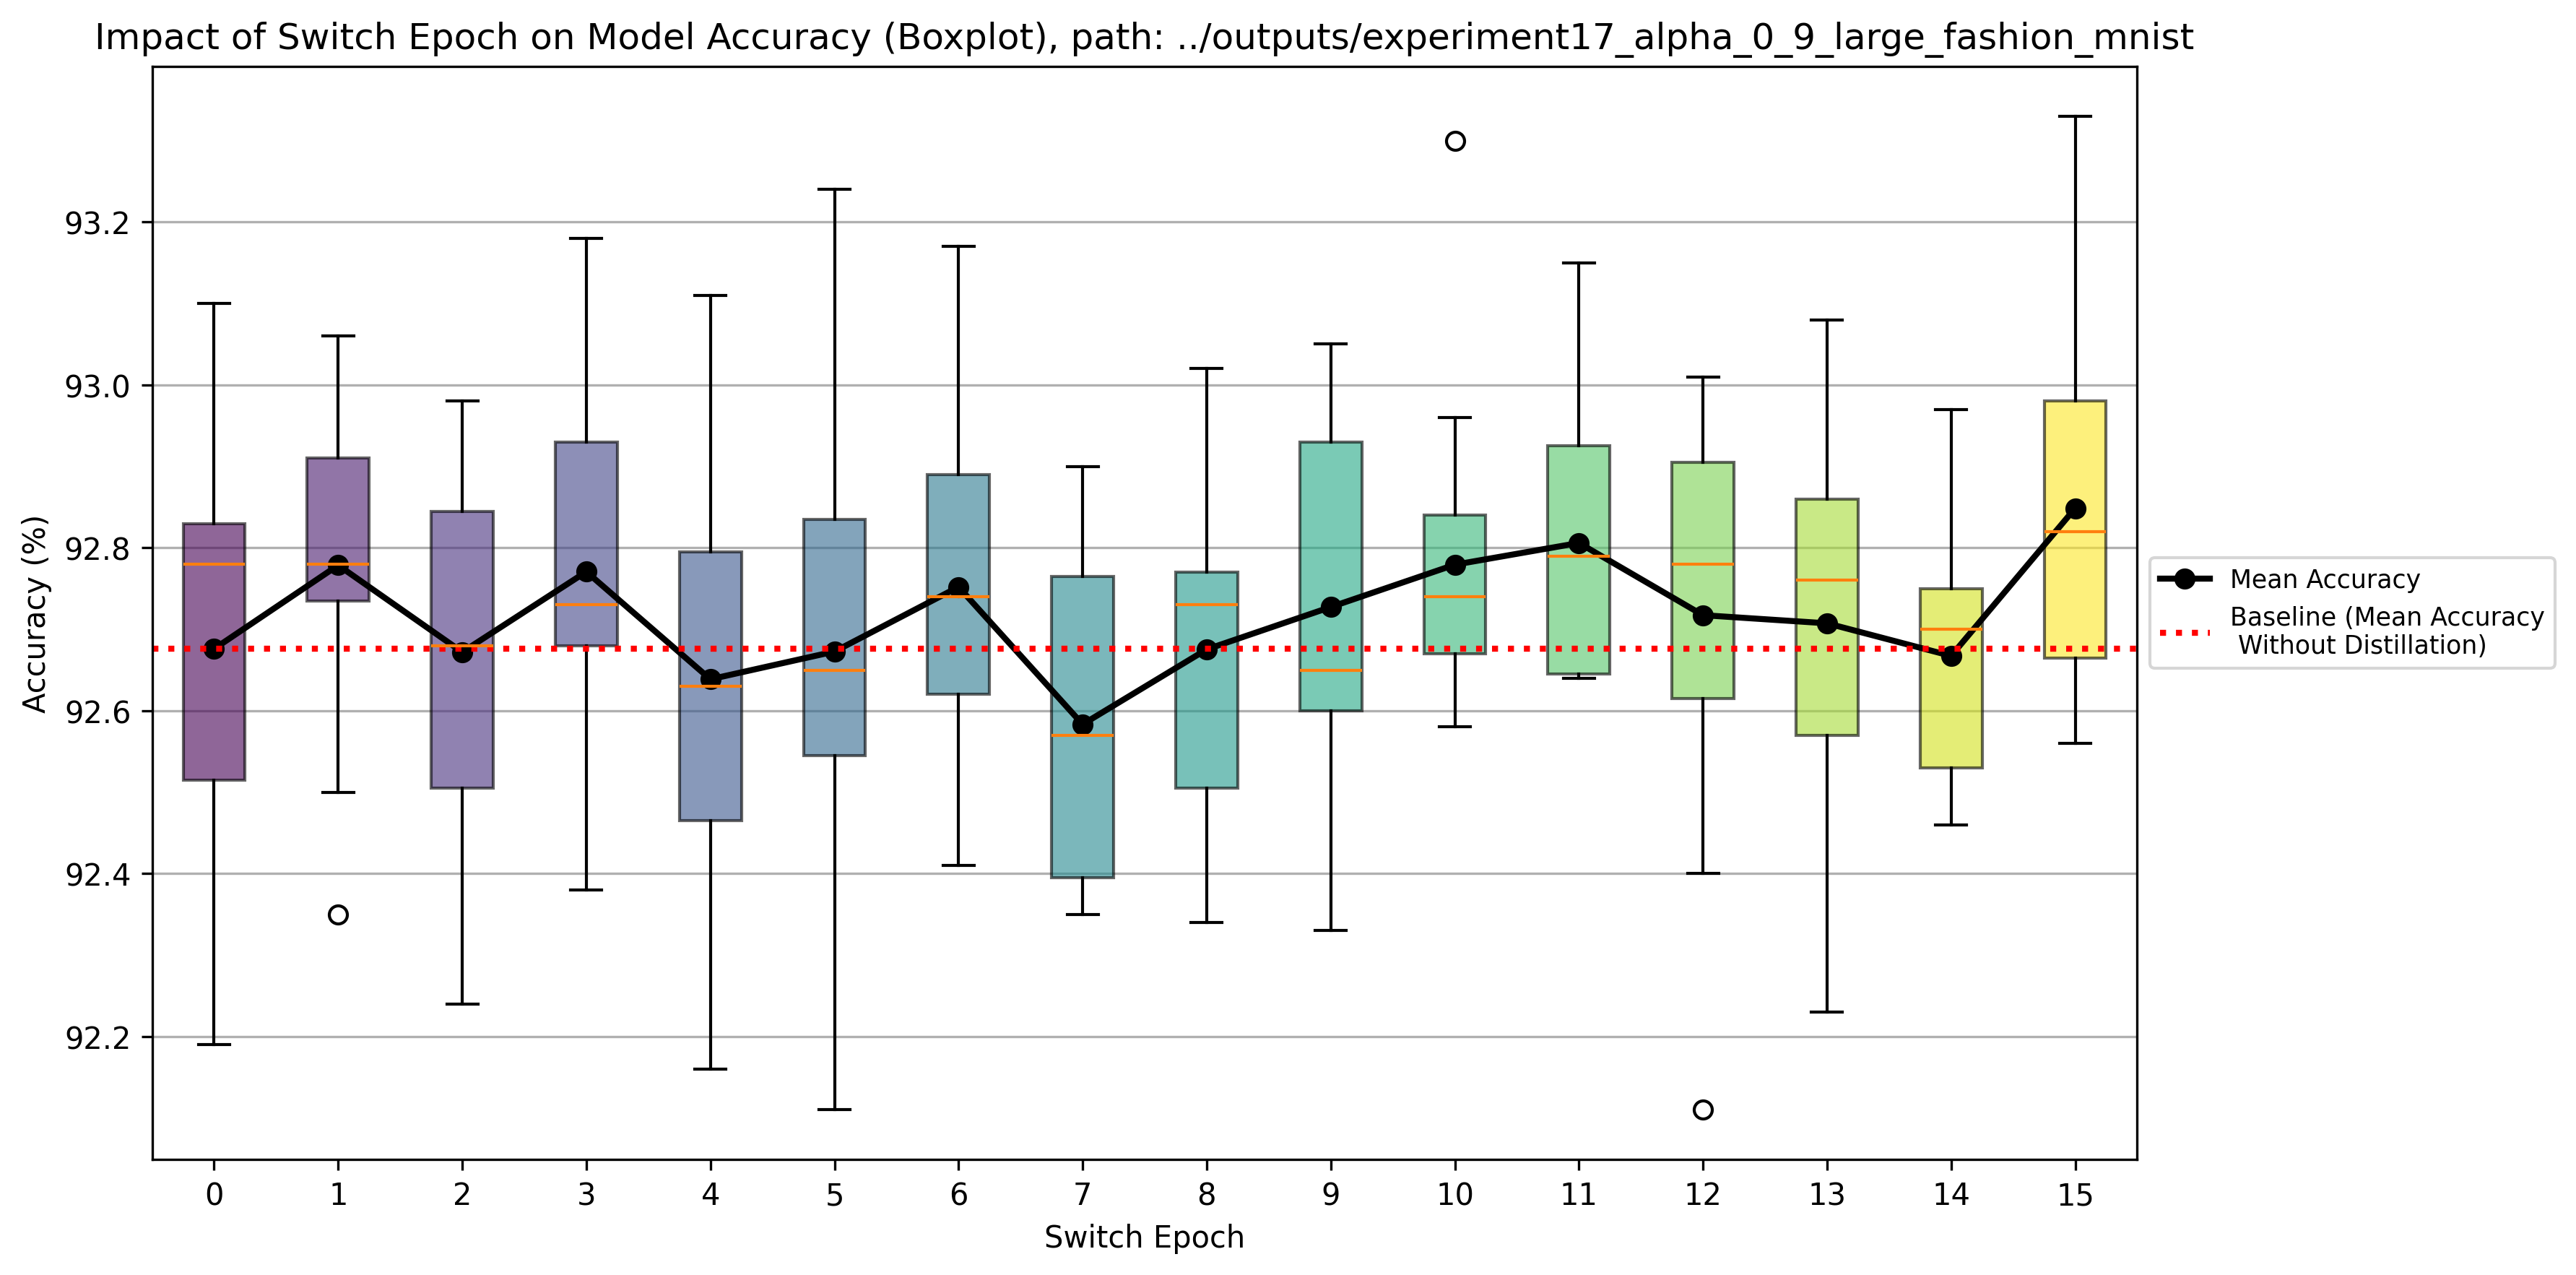 Impact of Switch Epoch on Model Accuracy (Boxplot), path: ../outputs/experiment17_alpha_0_9_large_fashion_mnist
Accuracy (%)
93.2
93.0
92.8
92.6
92.4
92.2
0 1 2 3 4 5 6 7 8 9 10 11 12 13 14 15
Switch Epoch
Mean Accuracy
Baseline (Mean Accuracy
Without Distillation)